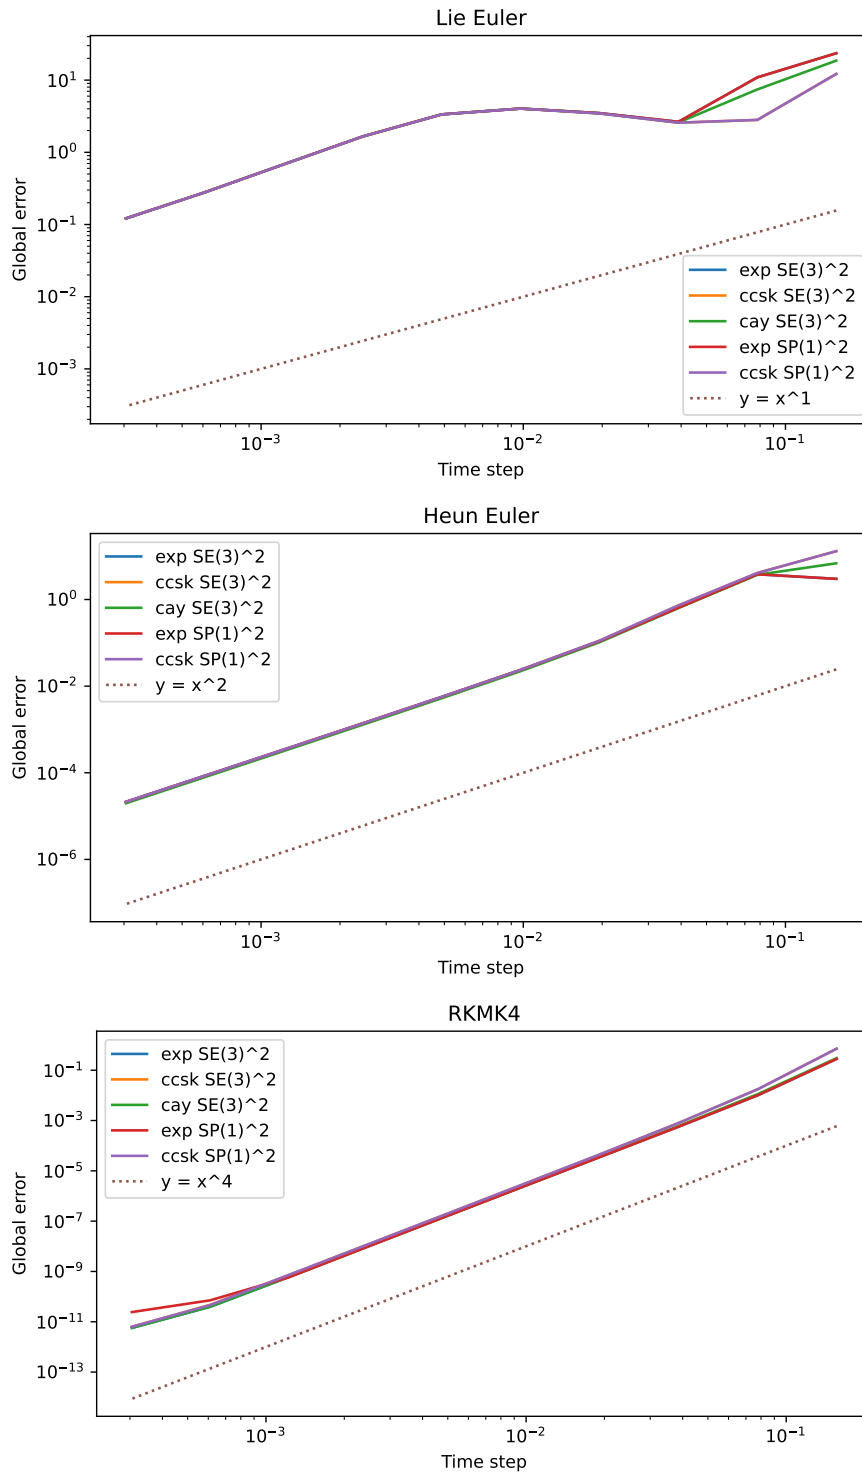 Lie Euler
10^1
10^0
10^-1
10^-2
10^-3
Global error
exp SE(3)^2
ccsk SE(3)^2
cay SE(3)^2
exp SP(1)^2
ccsk SP(1)^2
y = x^1
10^-3 10^-2 10^-1
Time step
Heun Euler
exp SE(3)^2
ccsk SE(3)^2
cay SE(3)^2
exp SP(1)^2
ccsk SP(1)^2
y = x^2
10^0
10^-2
10^-4
10^-6
Global error
10^-3 10^-2 10^-1
Time step
RKMK4
exp SE(3)^2
ccsk SE(3)^2
cay SE(3)^2
exp SP(1)^2
ccsk SP(1)^2
y = x^4
10^-1
10^-3
10^-5
10^-7
10^-9
10^-11
10^-13
Global error
10^-3 10^-2 10^-1
Time step